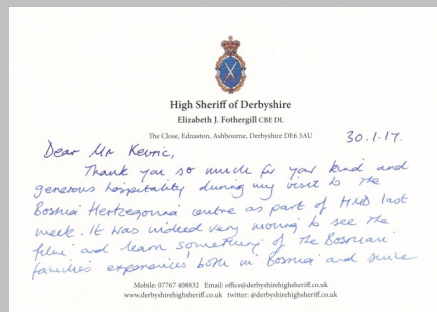 High Sheriff of Derbyshire
Elizabeth J. Fothergill CBE DL
The Close, Ednaston, Ashbourne, Derbyshire DE6 3AU
30.1.17.
Dear Mr Kevric,
Thank you so much for your kind and
generous hospitality during my visit to the
Bosnia Hertzegovina centre as part of HMD last
week. It was indeed very moving to see the
film and learn something of the Bosnian
families experiences both in Bosnia and since
Mobile: 07767 408832 Email: office@derbyshirehighsheriff.co.uk
www.derbyshirehighsheriff.co.uk twitter: @derbyshirehighsheriff.co.uk